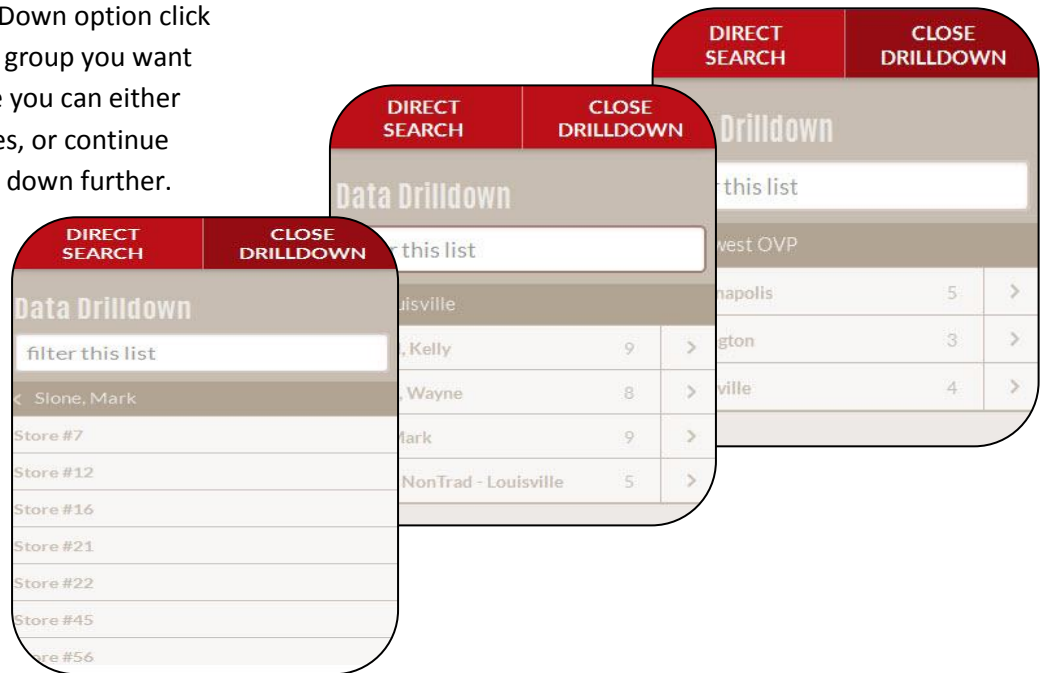 Down option click
group you want
you can either
or continue
down further.
DIRECT SEARCH
CLOSE DRILLDOWN
Drilldown
this list
west OVP
napolis 5 >
gton 3 >
ville 4 >
DIRECT SEARCH
CLOSE DRILLDOWN
Data Drilldown
this list
uisville
, Kelly 9 >
, Wayne 8 >
Mark 9 >
NonTrad - Louisville 5 >
DIRECT SEARCH
CLOSE DRILLDOWN
Data Drilldown
filter this list
< Slone, Mark
Store #7
Store #12
Store #16
Store #21
Store #22
Store #45
ore #56